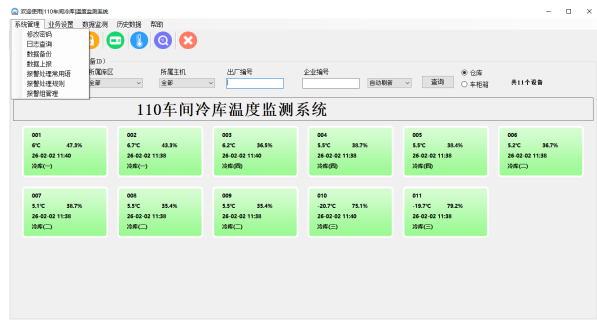 欢迎使用[110车间冷库]温度监测系统
系统管理 业务设置 数据监测 历史数据 帮助
修改密码
日志查询
数据备份
数据上报
报警处理常用语
报警处理规则
报警组管理
备ID)
所属库区 所属主机 出厂编号 企业编号
全部 全部 自动刷新 查询 仓库 车柜箱 共11个设备
110车间冷库温度监测系统
001 002 003 004 005 006
6℃ 47.3% 6.7℃ 43.3% 6.2℃ 36.5% 5.5℃ 38.7% 5.5℃ 38.4% 5.2℃ 36.7%
26-02-02 11:40 26-02-02 11:38 26-02-02 11:40 26-02-02 11:38 26-02-02 11:38 26-02-02 11:38
冷库(一) 冷库(一) 冷库(四) 冷库(四) 冷库(四) 冷库(二)
007 008 009 010 011
5.1℃ 38.7% 5.5℃ 35.4% 5.5℃ 35.4% -20.7℃ 75.1% -19.7℃ 79.2%
26-02-02 11:38 26-02-02 11:38 26-02-02 11:38 26-02-02 11:40 26-02-02 11:38
冷库(二) 冷库(二) 冷库(二) 冷库(三) 冷库(三)